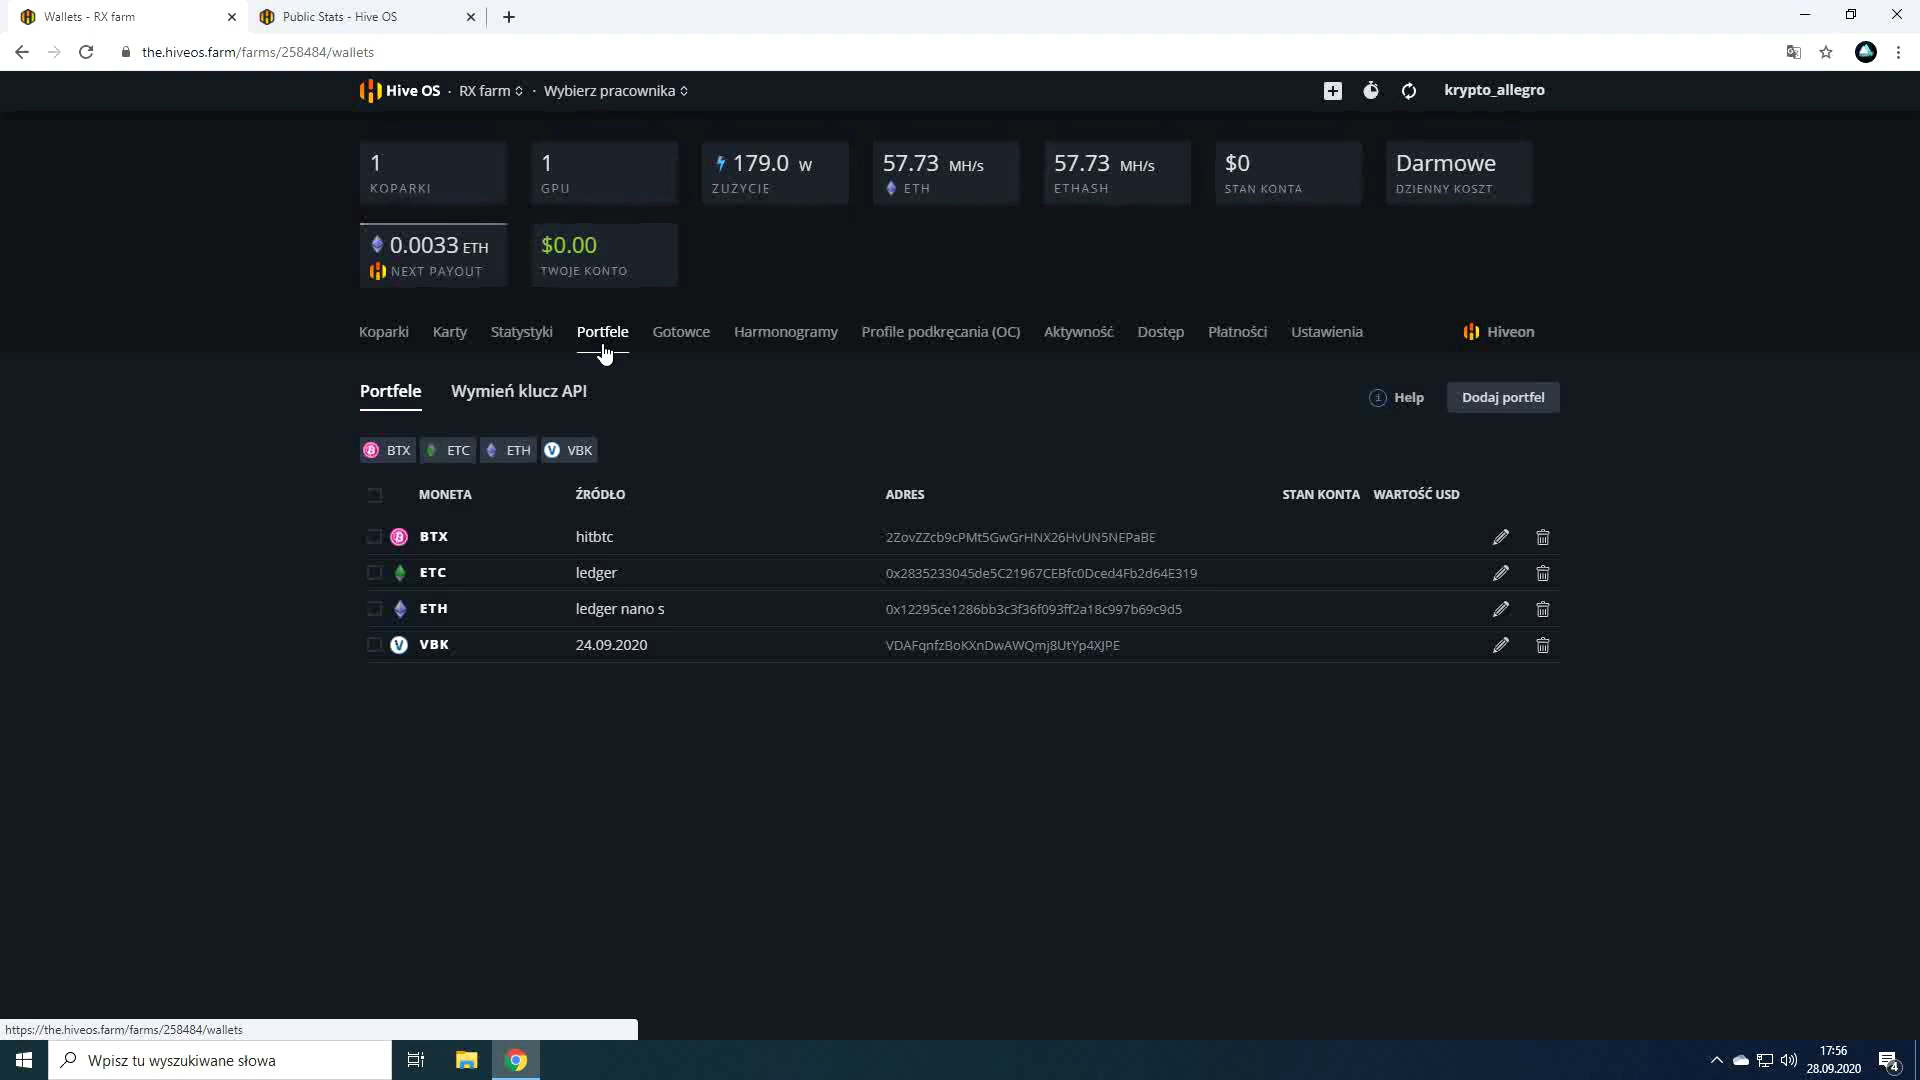 Wallets - RX farm
Public Stats - Hive OS
the.hiveos.farm/farms/258484/wallets
Hive OS · RX farm · Wybierz pracownika
krypto_allegro
1
KOPARKI
1
GPU
179.0 W
ZUŻYCIE
57.73 MH/s
ETH
57.73 MH/s
ETHASH
$0
STAN KONTA
Darmowe
DZIENNY KOSZT
0.0033 ETH
NEXT PAYOUT
$0.00
TWOJE KONTO
Koparki Karty Statystyki Portfele Gotowce Harmonogramy Profile podkręcania (OC) Aktywność Dostęp Płatności Ustawienia Hiveon
Portfele Wymień klucz API
Help Dodaj portfel
BTX ETC ETH VBK
MONETA ŹRÓDŁO ADRES STAN KONTA WARTOŚĆ USD
BTX hitbtc 2ZovZZcb9cPMt5GwGrHNX26HvUN5NEPaBE
ETC ledger 0x2835233045de5C21967CEBfc0Dced4Fb2d64E319
ETH ledger nano s 0x12295ce1286bb3c3f36f093ff2a18c997b69c9d5
VBK 24.09.2020 VDAFqnfzBoKXnDwAWQmj8UtYp4XJPE
https://the.hiveos.farm/farms/258484/wallets
Wpisz tu wyszukiwane słowa
17:56
28.09.2020
4